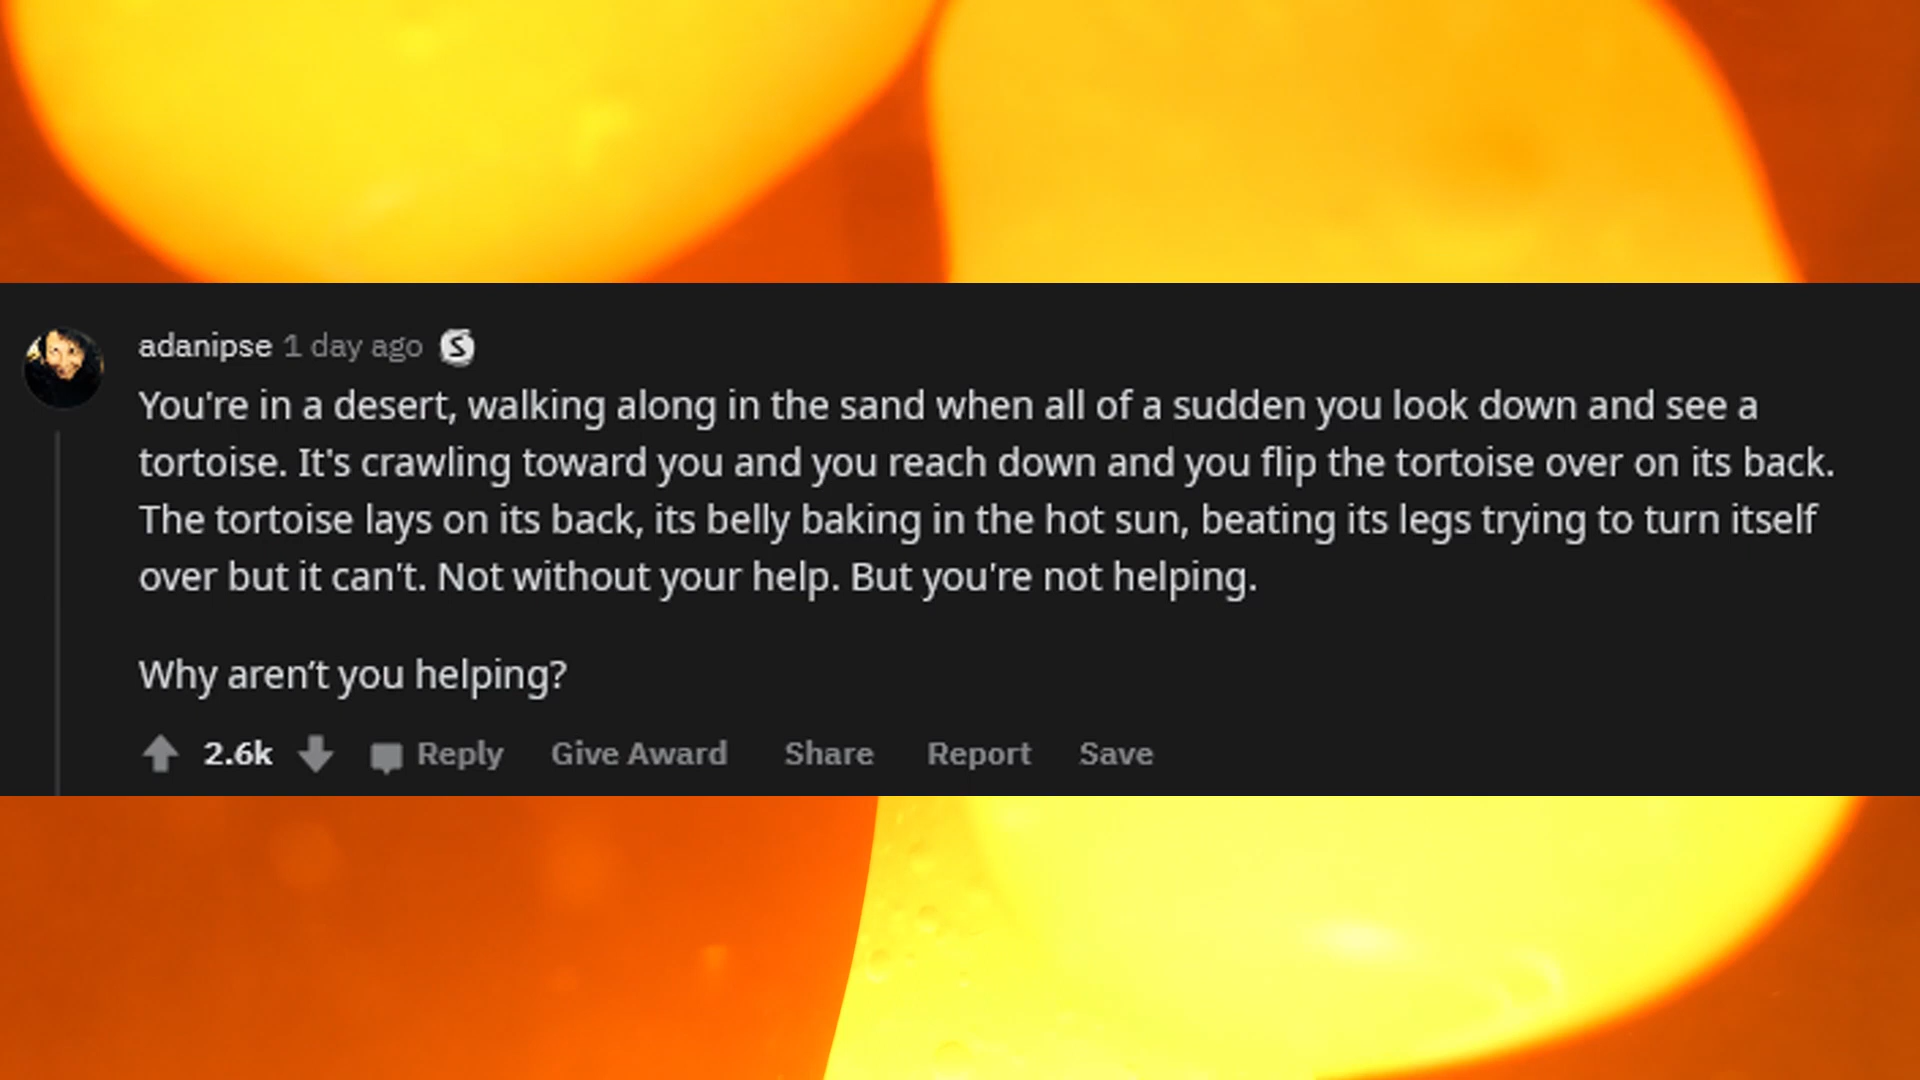 adanipse 1 day ago S
You're in a desert, walking along in the sand when all of a sudden you look down and see a
tortoise. It's crawling toward you and you reach down and you flip the tortoise over on its back.
The tortoise lays on its back, its belly baking in the hot sun, beating its legs trying to turn itself
over but it can't. Not without your help. But you're not helping.
Why aren’t you helping?
2.6k Reply Give Award Share Report Save